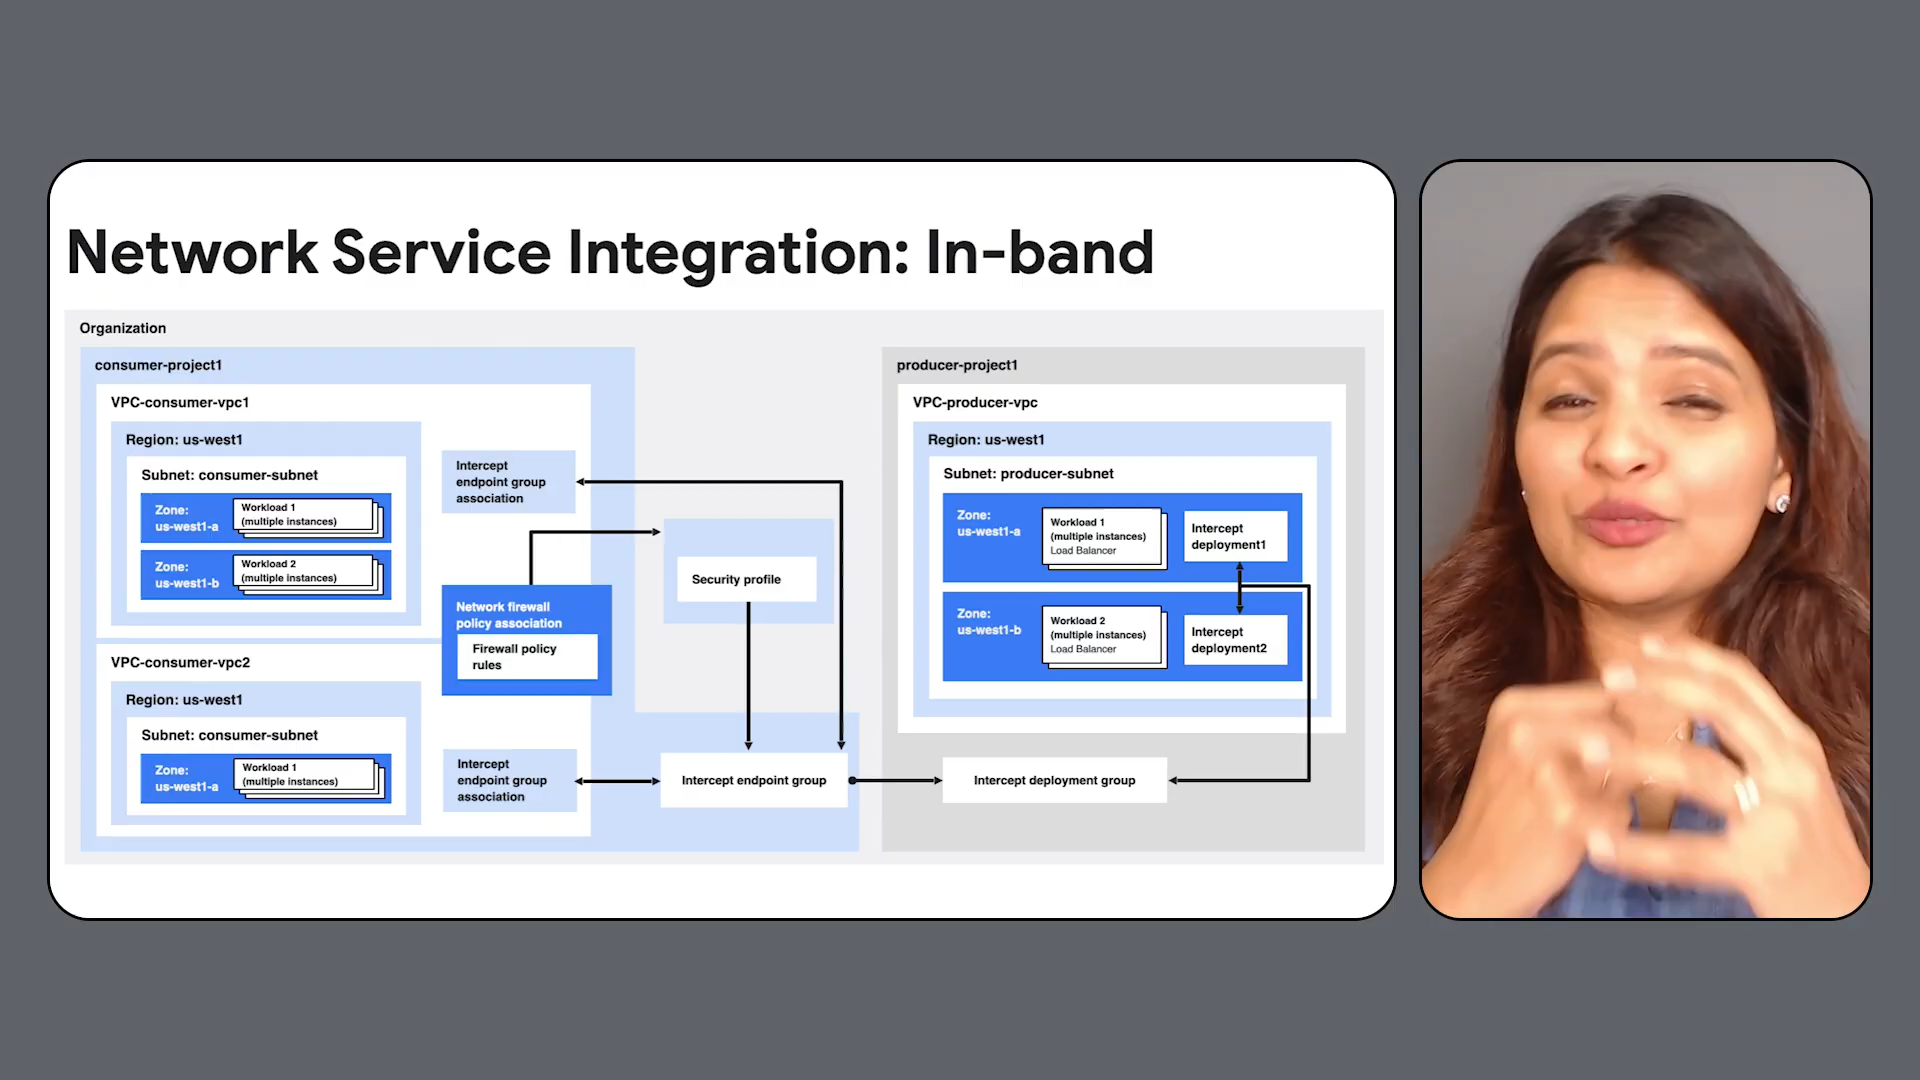 Network Service Integration: In-band
Organization
consumer-project1
VPC-consumer-vpc1
Region: us-west1
Subnet: consumer-subnet
Zone:
us-west1-a
Workload 1
(multiple instances)
Zone:
us-west1-b
Workload 2
(multiple instances)
Intercept
endpoint group
association
Network firewall
policy association
Firewall policy
rules
Security profile
VPC-consumer-vpc2
Region: us-west1
Subnet: consumer-subnet
Zone:
us-west1-a
Workload 1
(multiple instances)
Intercept
endpoint group
association
Intercept endpoint group
producer-project1
VPC-producer-vpc
Region: us-west1
Subnet: producer-subnet
Zone:
us-west1-a
Workload 1
(multiple instances)
Load Balancer
Intercept
deployment1
Zone:
us-west1-b
Workload 2
(multiple instances)
Load Balancer
Intercept
deployment2
Intercept deployment group